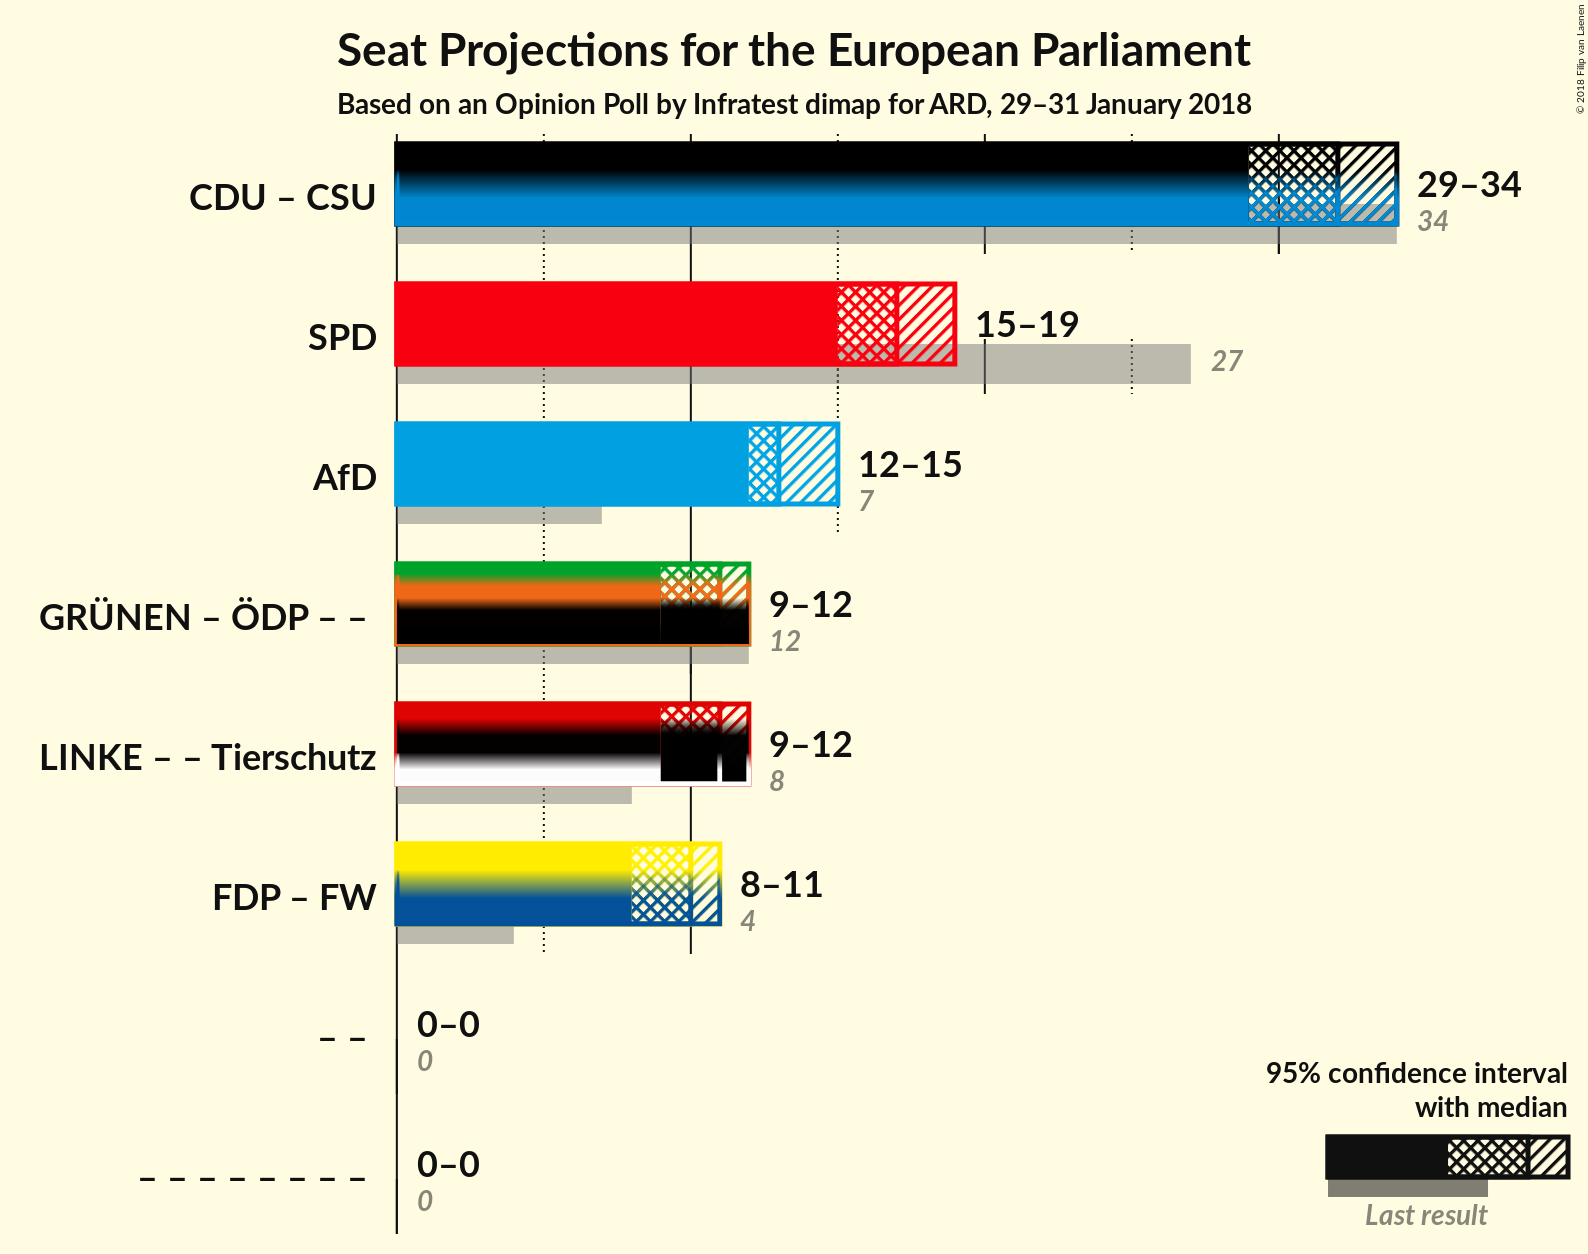 Seat Projections for the European Parliament
Based on an Opinion Poll by Infratest dimap for ARD, 29–31 January 2018
© 2018 Filip van Laenen
CDU – CSU
29–34
34
SPD
15–19
27
AfD
12–15
7
GRÜNEN – ÖDP – –
9–12
12
LINKE – – Tierschutz
9–12
8
FDP – FW
8–11
4
– –
0–0
0
– – – – – – – –
0–0
0
95% confidence interval
with median
Last result